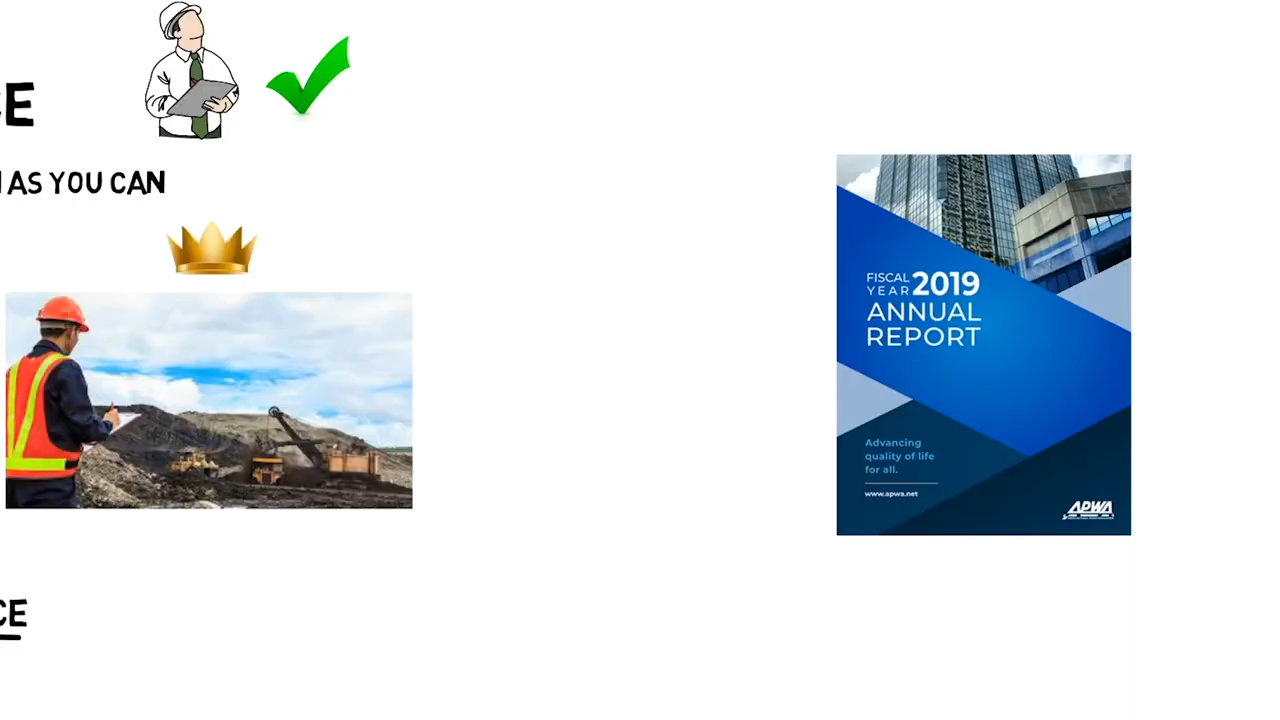 CE
AS YOU CAN
FISCAL
YEAR 2019
ANNUAL
REPORT
Advancing
quality of life
for all.
www.apwa.net
APWA
CE